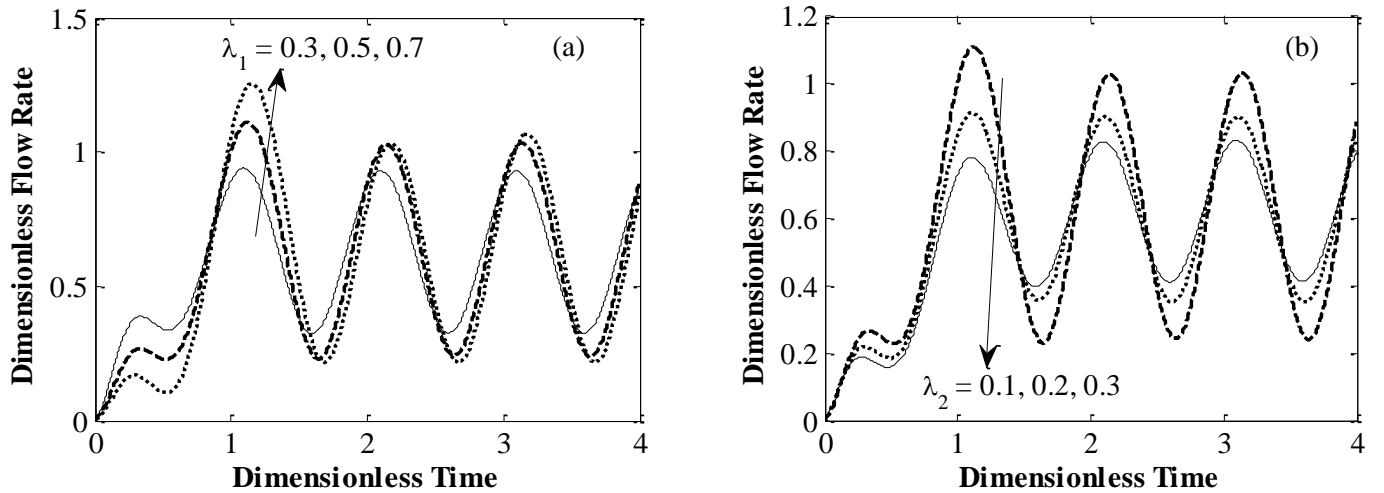 1.5
1
0.5
0
0
1
2
3
4
Dimensionless Flow Rate
Dimensionless Time
λ1 = 0.3, 0.5, 0.7
(a)
1.2
1
0.8
0.6
0.4
0.2
0
0
1
2
3
4
Dimensionless Flow Rate
Dimensionless Time
(b)
λ2 = 0.1, 0.2, 0.3